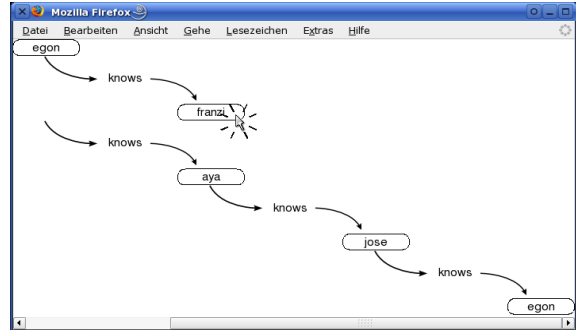 Mozilla Firefox
Datei Bearbeiten Ansicht Gehe Lesezeichen Extras Hilfe
egon
knows
franzi
knows
aya
knows
jose
knows
egon